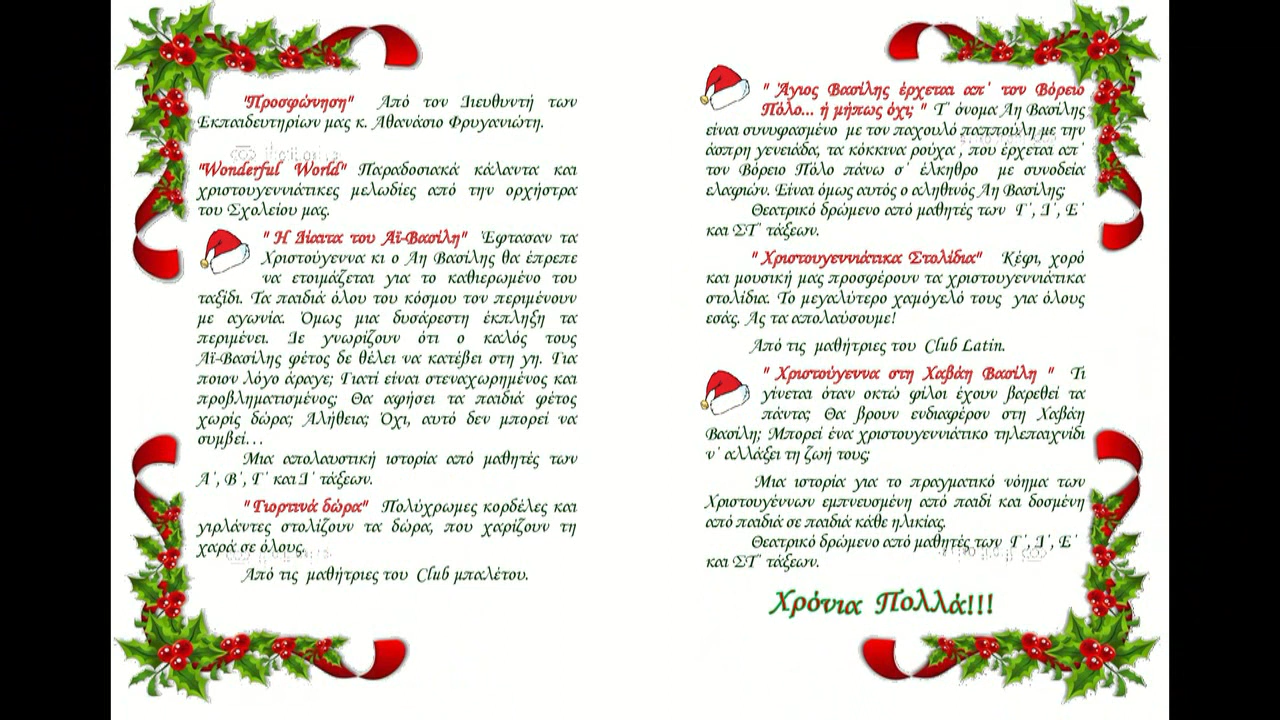 "Προσφώνηση" Από τον Διευθυντή των
Εκπαιδευτηρίων μας κ. Αθανάσιο Φρυγανιώτη.
"Wonderful World" Παραδοσιακά κάλαντα και
χριστουγεννιάτικες μελωδίες από την ορχήστρα
του Σχολείου μας.
" Η Δίαιτα του Αϊ-Βασίλη" Έφτασαν τα
Χριστούγεννα κι ο Αη Βασίλης θα έπρεπε
να ετοιμάζεται για το καθιερωμένο του
ταξίδι. Τα παιδιά όλου του κόσμου τον περιμένουν
με αγωνία. Όμως μια δυσάρεστη έκπληξη τα
περιμένει. Δε γνωρίζουν ότι ο καλός τους
Αϊ-Βασίλης φέτος δε θέλει να κατέβει στη γη. Για
ποιον λόγο άραγε; Γιατί είναι στεναχωρημένος και
προβληματισμένος; Θα αφήσει τα παιδιά φέτος
χωρίς δώρα; Αλήθεια; Όχι, αυτό δεν μπορεί να
συμβεί...
Μια απολαυστική ιστορία από μαθητές των
Α΄, Β΄, Γ΄ και Δ΄ τάξεων.
" Γιορτινά δώρα" Πολύχρωμες κορδέλες και
γιρλάντες στολίζουν τα δώρα, που χαρίζουν τη
χαρά σε όλους.
Από τις μαθήτριες του Club μπαλέτου.
" Άγιος Βασίλης έρχεται απ΄ τον Βόρειο
Πόλο... ή μήπως όχι; " Τ΄ όνομα Αη Βασίλης
είναι συνυφασμένο με τον παχουλό παππούλη με την
άσπρη γενειάδα, τα κόκκινα ρούχα , που έρχεται απ΄
τον Βόρειο Πόλο πάνω σ΄ έλκηθρο με συνοδεία
ελαφιών. Είναι όμως αυτός ο αληθινός Αη Βασίλης;
Θεατρικό δρώμενο από μαθητές των Γ΄, Δ΄, Ε΄
και ΣΤ΄ τάξεων.
" Χριστουγεννιάτικα Στολίδια" Κέφι, χορό
και μουσική μας προσφέρουν τα χριστουγεννιάτικα
στολίδια. Το μεγαλύτερο χαμόγελό τους για όλους
εσάς. Ας τα απολαύσουμε!
Από τις μαθήτριες του Club Latin.
" Χριστούγεννα στη Χαβάη Βασίλη " Τι
γίνεται όταν οκτώ φίλοι έχουν βαρεθεί τα
πάντα; Θα βρουν ενδιαφέρον στη Χαβάη
Βασίλη; Μπορεί ένα χριστουγεννιάτικο τηλεπαιχνίδι
ν΄ αλλάξει τη ζωή τους;
Μια ιστορία για το πραγματικό νόημα των
Χριστουγέννων εμπνευσμένη από παιδί και δοσμένη
από παιδιά σε παιδιά κάθε ηλικίας.
Θεατρικό δρώμενο από μαθητές των Γ΄, Δ΄, Ε΄
και ΣΤ΄ τάξεων.
Χρόνια Πολλά!!!